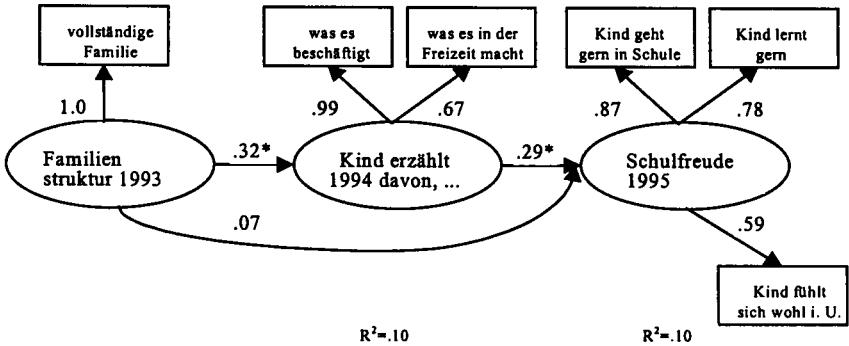 vollständige
Familie
was es
beschäftigt
was es in der
Freizeit macht
Kind geht
gern in Schule
Kind lernt
gern
1.0
.99
.67
.87
.78
Familien
struktur 1993
.32*
Kind erzählt
1994 davon, ...
.29*
Schulfreude
1995
.07
.59
Kind fühlt
sich wohl i. U.
R²=.10
R²=.10